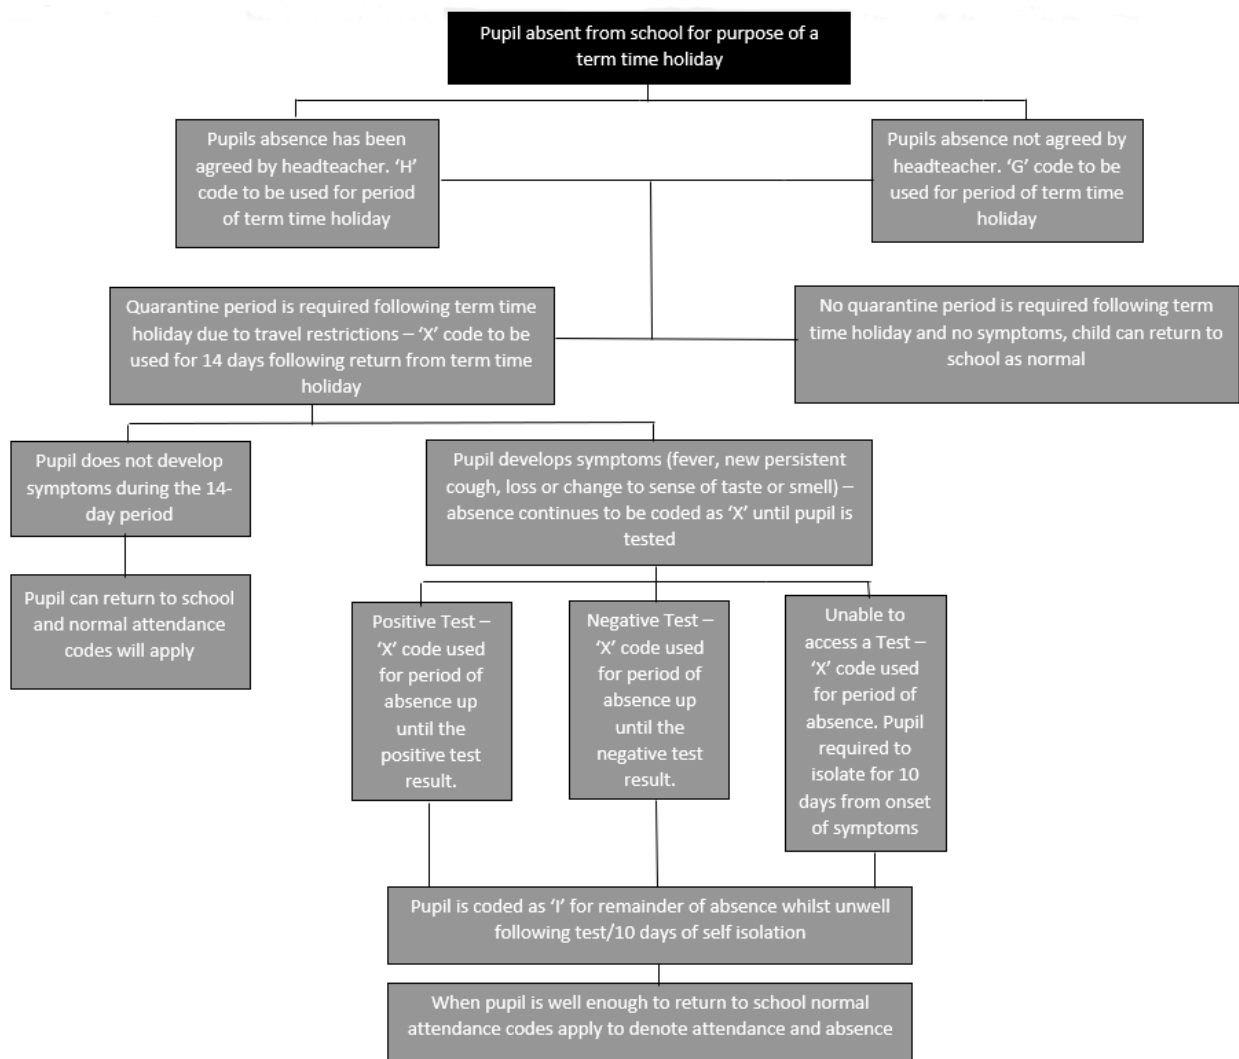 Pupil absent from school for purpose of a
term time holiday
Pupils absence has been
agreed by headteacher. ‘H’
code to be used for period
of term time holiday
Pupils absence not agreed by
headteacher. ‘G’ code to be
used for period of term time
holiday
Quarantine period is required following term time
holiday due to travel restrictions – ‘X’ code to be
used for 14 days following return from term time
holiday
No quarantine period is required following term
time holiday and no symptoms, child can return to
school as normal
Pupil does not develop
symptoms during the 14-
day period
Pupil develops symptoms (fever, new persistent
cough, loss or change to sense of taste or smell) –
absence continues to be coded as ‘X’ until pupil is
tested
Pupil can return to school
and normal attendance
codes will apply
Positive Test –
‘X’ code used
for period of
absence up
until the
positive test
result.
Negative Test –
‘X’ code used
for period of
absence up
until the
negative test
result.
Unable to
access a Test –
‘X’ code used
for period of
absence. Pupil
required to
isolate for 10
days from onset
of symptoms
Pupil is coded as ‘I’ for remainder of absence whilst unwell
following test/10 days of self isolation
When pupil is well enough to return to school normal
attendance codes apply to denote attendance and absence